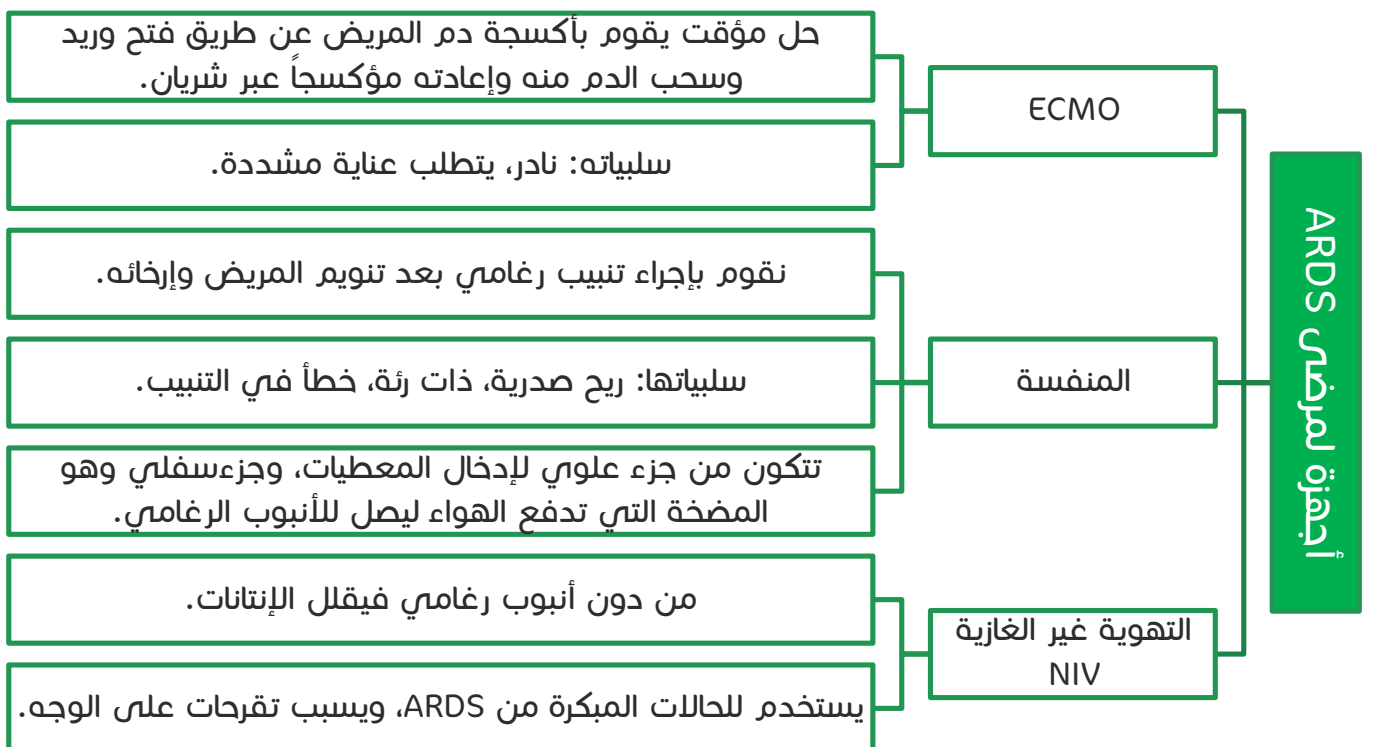 أجهزة لمرضى ARDS
ECMO
حل مؤقت يقوم بأكسجة دم المريض عن طريق فتح وريد
وسحب الدم منه وإعادته مؤكسجاً عبر شريان.
سلبياته: نادر، يتطلب عناية مشددة.
المنفسة
نقوم بإجراء تنبيب رغامي بعد تنويم المريض وإرخائه.
سلبياتها: ريح صدرية، ذات رئة، خطأ في التنبيب.
تتكون من جزء علوي لإدخال المعطيات، وجزءسفلي وهو
المضخة التي تدفع الهواء ليصل للأنبوب الرغامي.
التهوية غير الغازية
NIV
من دون أنبوب رغامي فيقلل الإنتانات.
يستخدم للحالات المبكرة من ARDS، ويسبب تقرحات على الوجه.